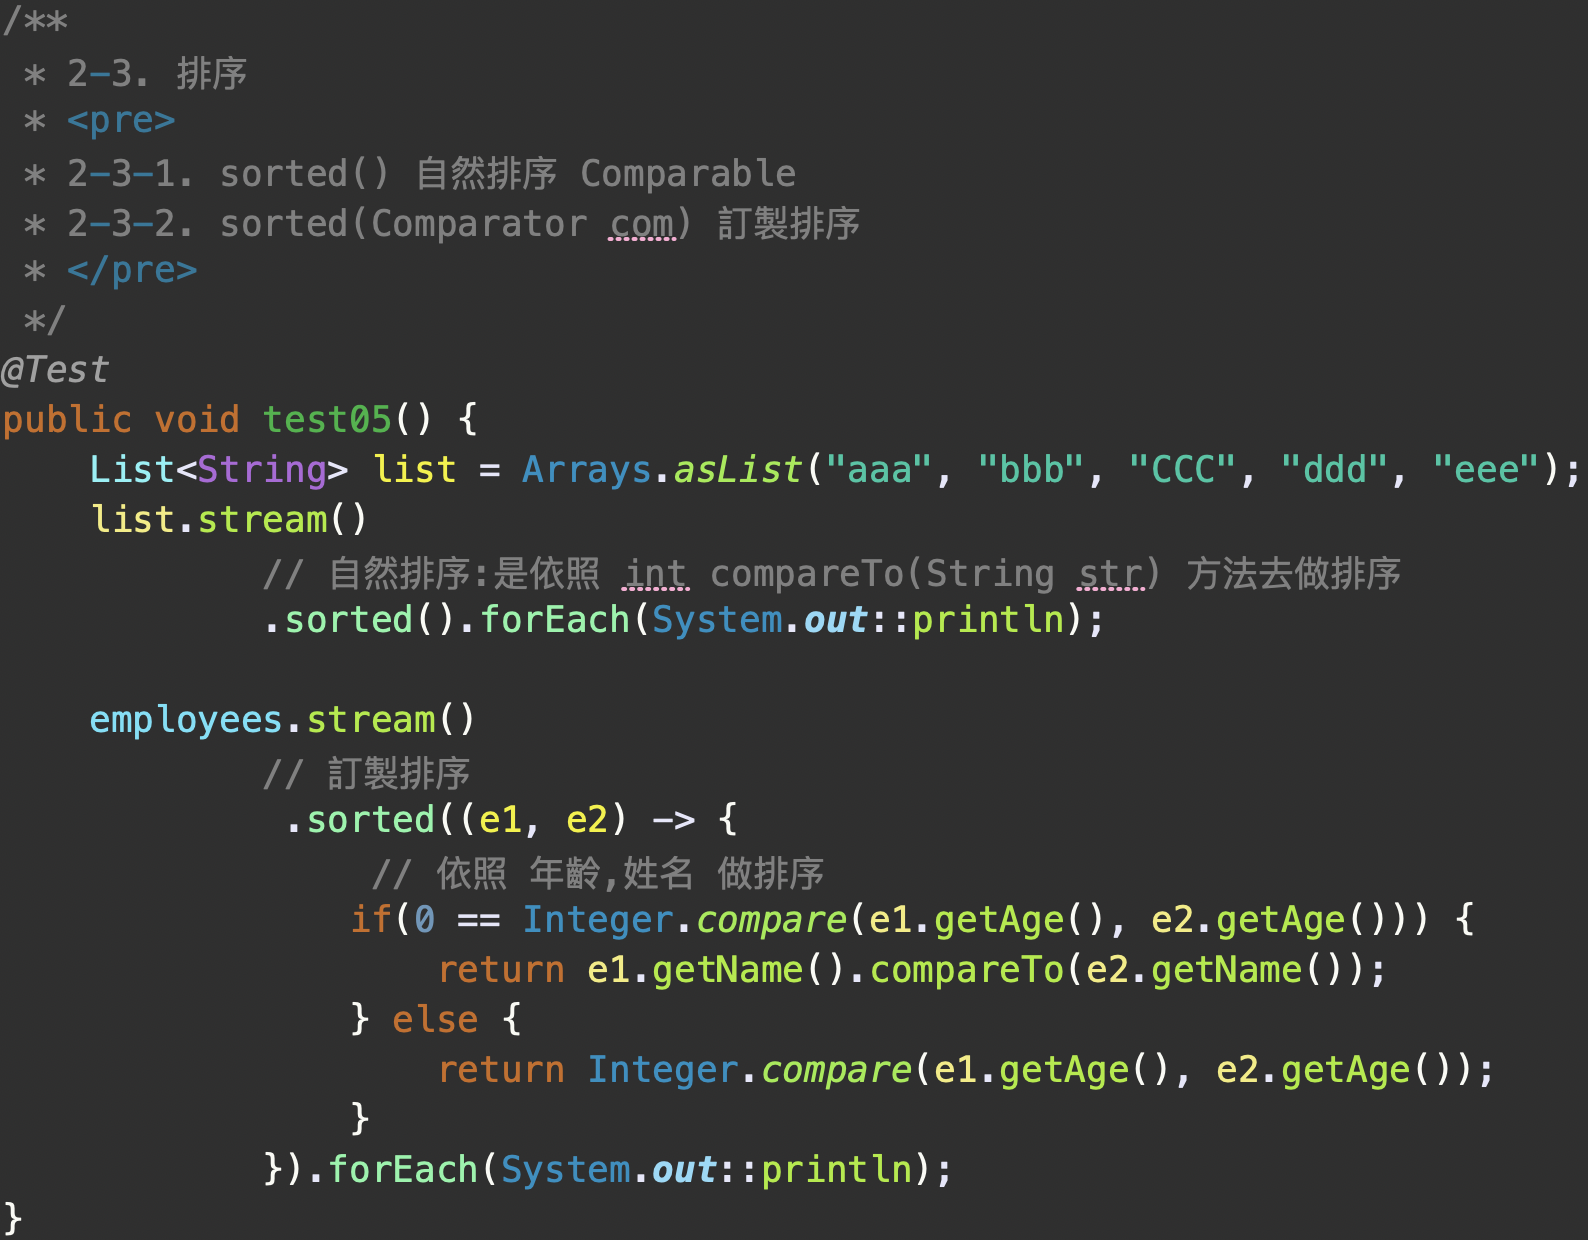 /**
 * 2-3. 排序
 * <pre>
 * 2-3-1. sorted() 自然排序 Comparable
 * 2-3-2. sorted(Comparator com) 訂製排序
 * </pre>
 */
@Test
public void test05() {
    List<String> list = Arrays.asList("aaa", "bbb", "CCC", "ddd", "eee");
    list.stream()
            // 自然排序:是依照 int compareTo(String str) 方法去做排序
            .sorted().forEach(System.out::println);

    employees.stream()
            // 訂製排序
             .sorted((e1, e2) -> {
                 // 依照 年齡,姓名 做排序
                if(0 == Integer.compare(e1.getAge(), e2.getAge())) {
                    return e1.getName().compareTo(e2.getName());
                } else {
                    return Integer.compare(e1.getAge(), e2.getAge());
                }
            }).forEach(System.out::println);
}